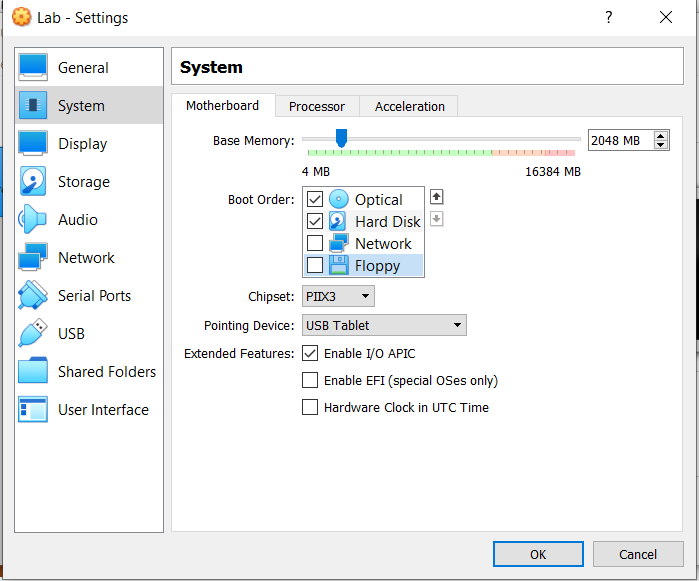 Lab - Settings
?
General
System
Display
Storage
Audio
Network
Serial Ports
USB
Shared Folders
User Interface
System
Motherboard Processor Acceleration
Base Memory: 2048 MB
4 MB 16384 MB
Boot Order: Optical
Hard Disk
Network
Floppy
Chipset: PIIX3
Pointing Device: USB Tablet
Extended Features: Enable I/O APIC
Enable EFI (special OSes only)
Hardware Clock in UTC Time
OK Cancel